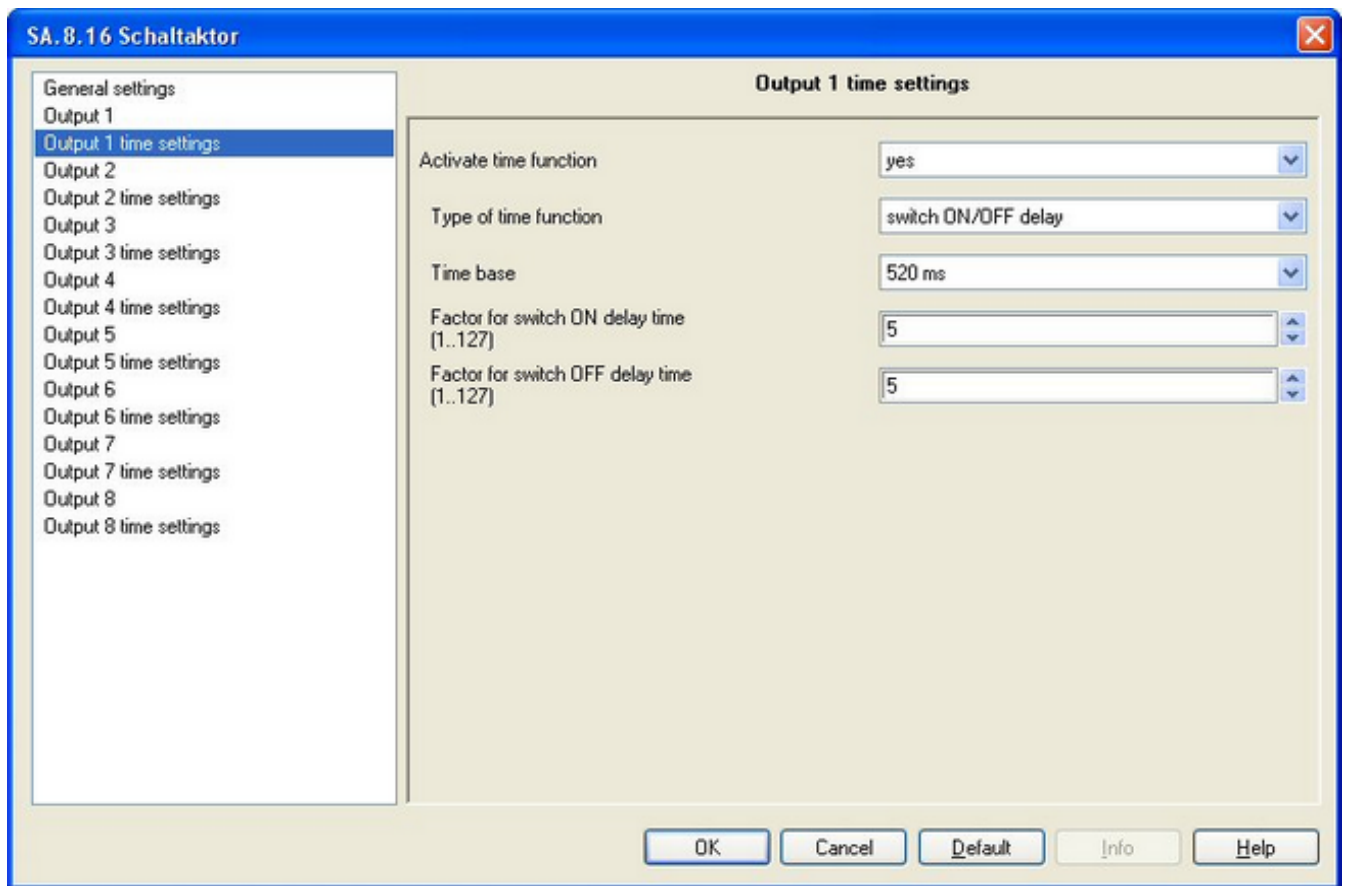 SA.8.16 Schaltaktor
General settings
Output 1
Output 1 time settings
Output 2
Output 2 time settings
Output 3
Output 3 time settings
Output 4
Output 4 time settings
Output 5
Output 5 time settings
Output 6
Output 6 time settings
Output 7
Output 7 time settings
Output 8
Output 8 time settings
Output 1 time settings
Activate time function
yes
Type of time function
switch ON/OFF delay
Time base
520 ms
Factor for switch ON delay time
(1..127)
5
Factor for switch OFF delay time
(1..127)
5
OK
Cancel
Default
Info
Help